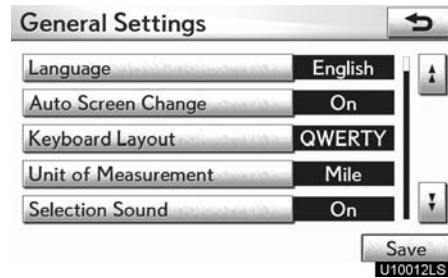 General Settings
Language English
Auto Screen Change On
Keyboard Layout QWERTY
Unit of Measurement Mile
Selection Sound On
Save
U10012LS